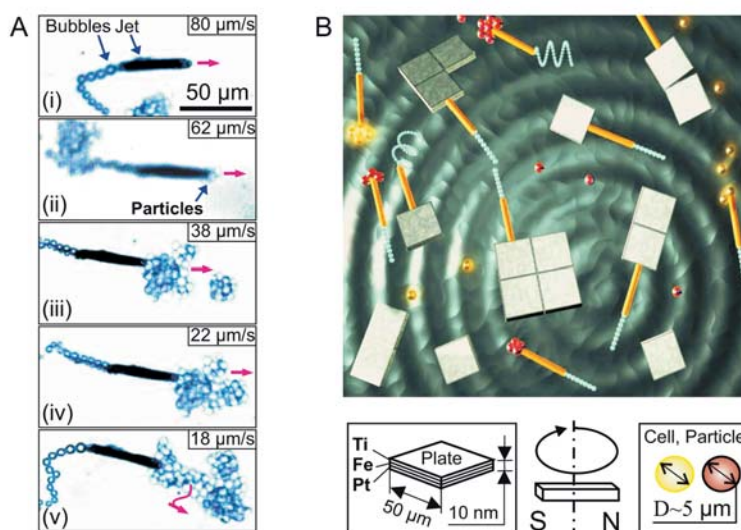 A
Bubbles Jet
80 µm/s
50 µm
(i)
62 µm/s
Particles
(ii)
38 µm/s
(iii)
22 µm/s
(iv)
18 µm/s
(v)
B
Ti
Fe
Pt
Plate
50 µm
10 nm
S N
Cell, Particle
D~5 µm